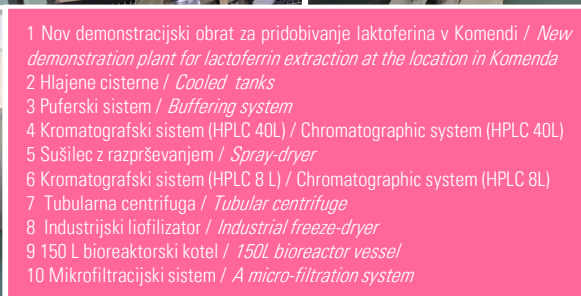 1 Nov demonstracijski obrat za pridobivanje laktoferina v Komendi / New
demonstration plant for lactoferrin extraction at the location in Komenda
2 Hlajene cisterne / Cooled tanks
3 Puferski sistem / Buffering system
4 Kromatografski sistem (HPLC 40L) / Chromatographic system (HPLC 40L)
5 Sušilec z razprševanjem / Spray-dryer
6 Kromatografski sistem (HPLC 8 L) / Chromatographic system (HPLC 8L)
7 Tubularna centrifuga / Tubular centrifuge
8 Industrijski liofilizator / Industrial freeze-dryer
9 150 L bioreaktorski kotel / 150L bioreactor vessel
10 Mikrofiltracijski sistem / A micro-filtration system